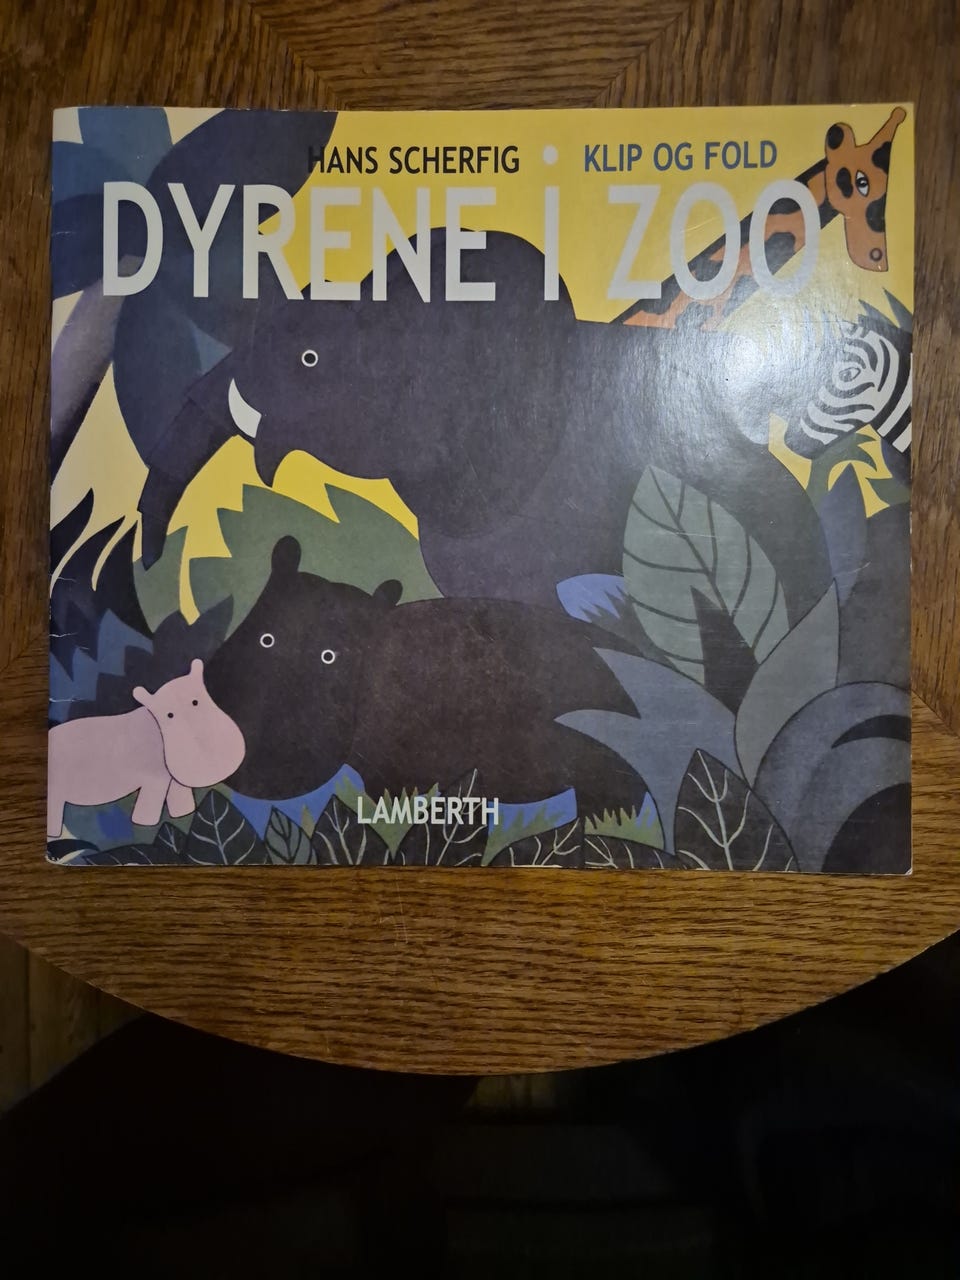 HANS SCHERFIG KLIP OG FOLD
DYRENE i ZOO
LAMBERTH